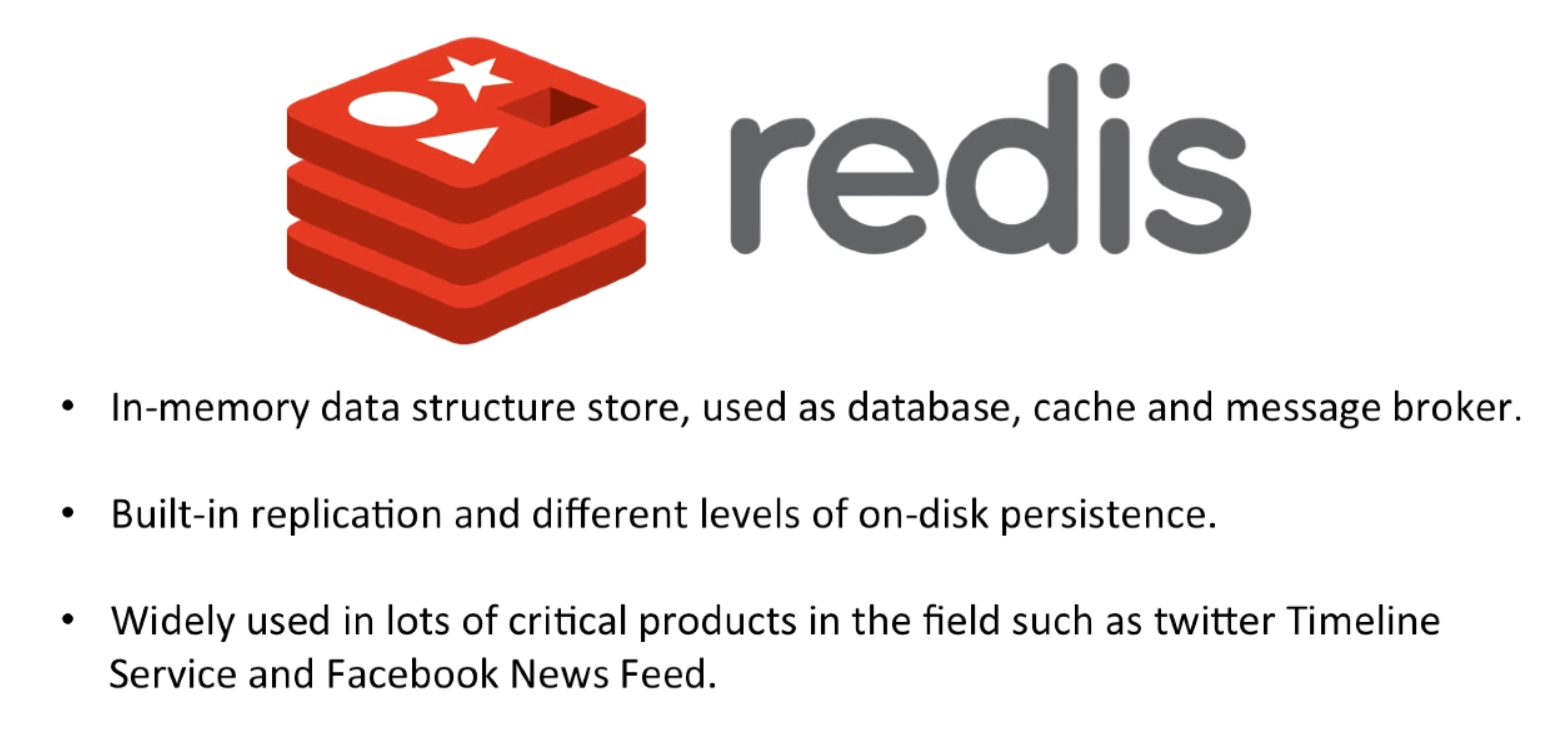 redis
• In-memory data structure store, used as database, cache and message broker.
• Built-in replication and different levels of on-disk persistence.
• Widely used in lots of critical products in the field such as twitter Timeline
Service and Facebook News Feed.